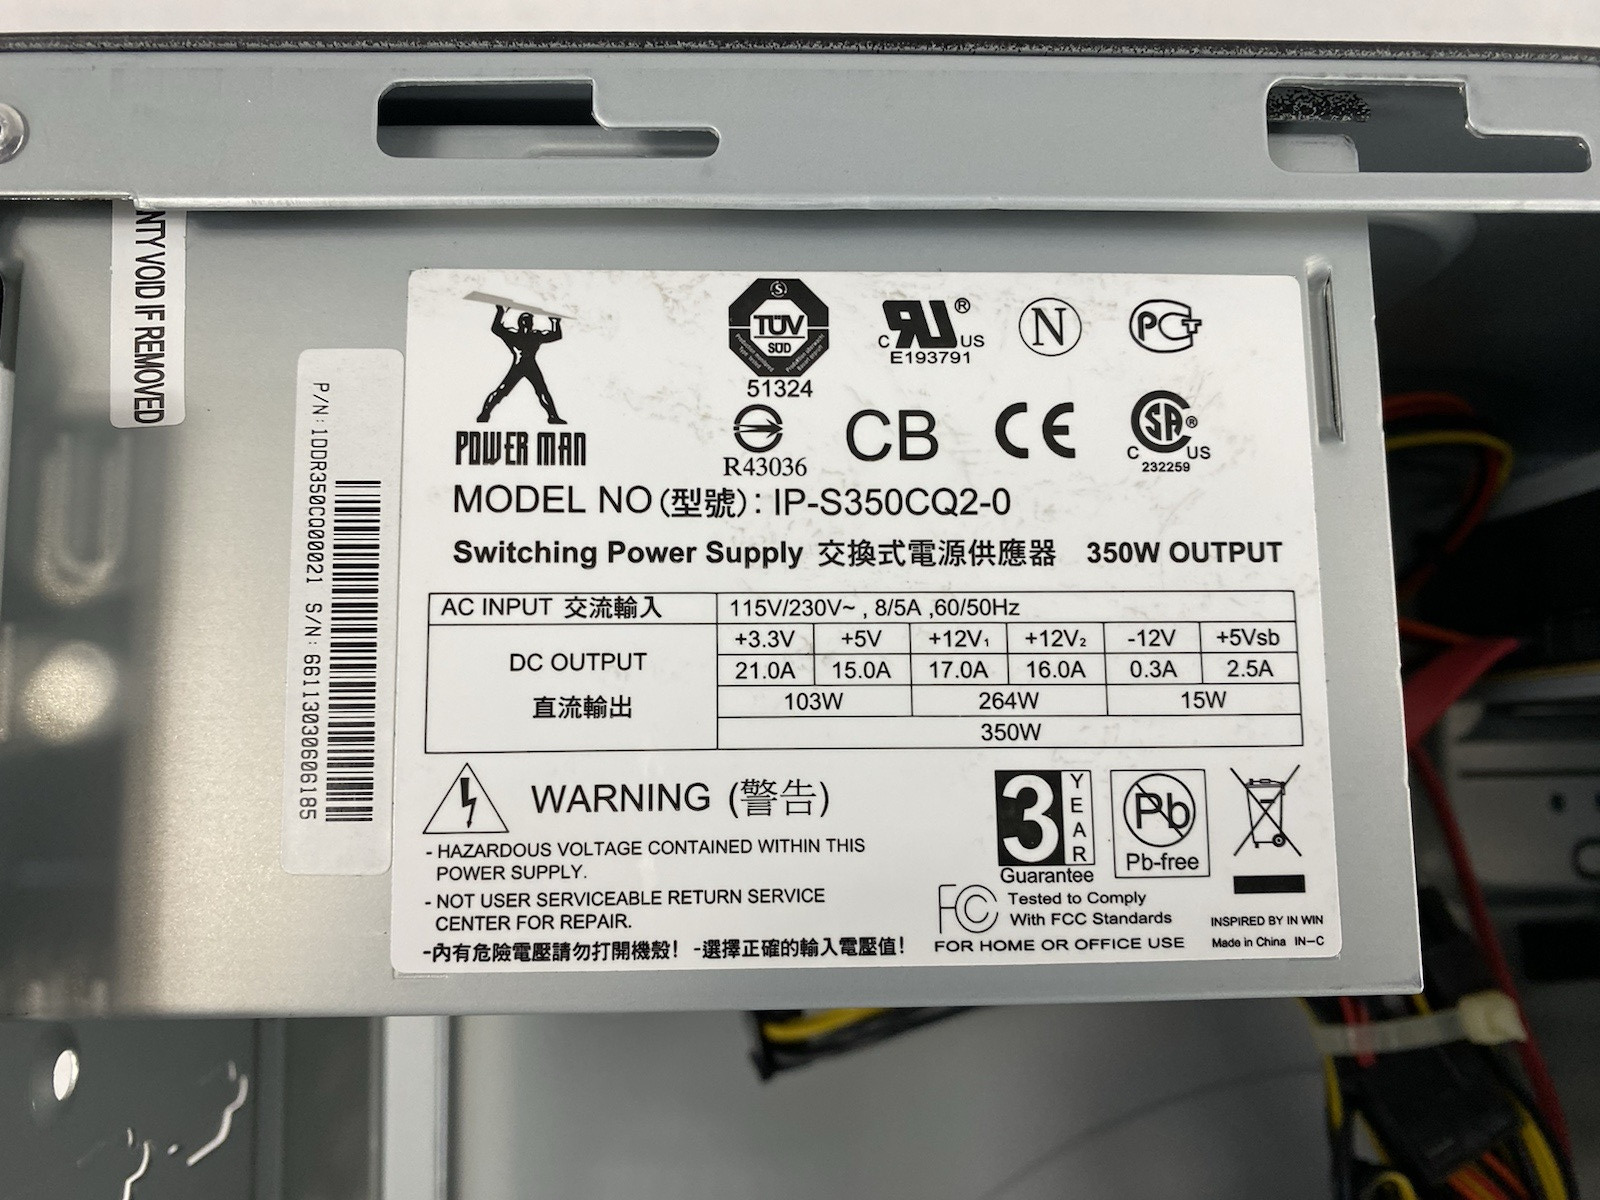 NTY VOID IF REMOVED
P/N:1DDR350CQ00021 S/N:66113030606185
POWER MAN
TÜV
SÜD
51324
C RU ® US
E193791
N
PCT
R43036
CB
CE
C SA ® US
232259
MODEL NO (型號): IP-S350CQ2-0
Switching Power Supply 交換式電源供應器 350W OUTPUT
AC INPUT 交流輸入 115V/230V~ , 8/5A ,60/50Hz
DC OUTPUT 直流輸出
+3.3V +5V +12V₁ +12V₂ -12V +5Vsb
21.0A 15.0A 17.0A 16.0A 0.3A 2.5A
103W 264W 15W
350W
WARNING (警告)
- HAZARDOUS VOLTAGE CONTAINED WITHIN THIS
POWER SUPPLY.
- NOT USER SERVICEABLE RETURN SERVICE
CENTER FOR REPAIR.
-內有危險電壓請勿打開機殼! -選擇正確的輸入電壓值!
3 YEAR
Guarantee
Pb
Pb-free
FC Tested to Comply
With FCC Standards
FOR HOME OR OFFICE USE
INSPIRED BY IN WIN
Made in China IN-C